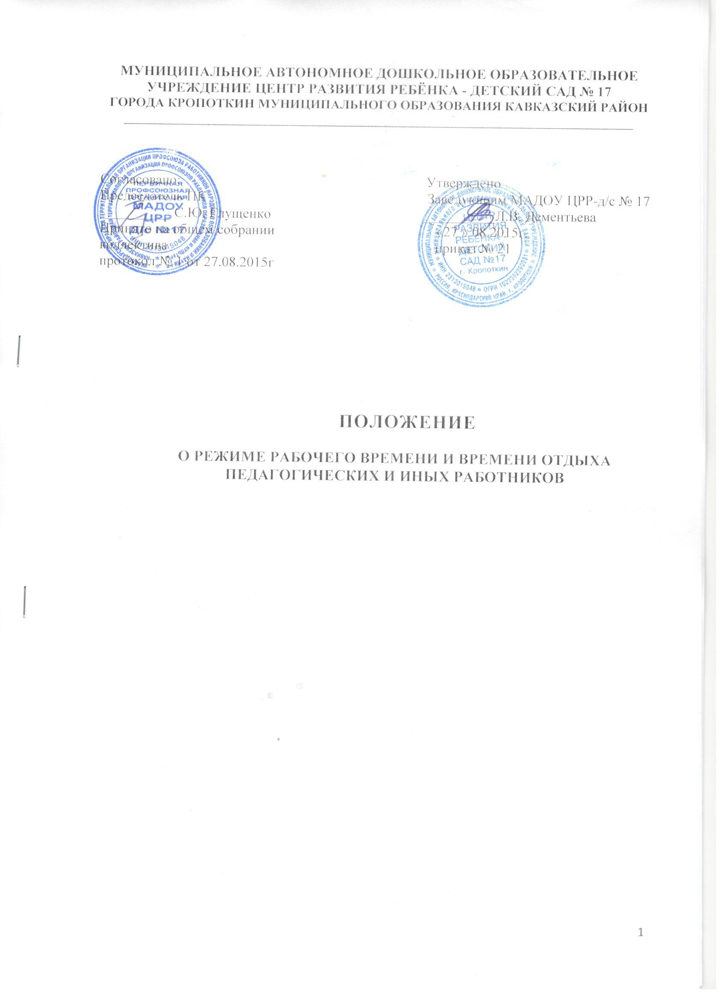 МУНИЦИПАЛЬНОЕ АВТОНОМНОЕ ДОШКОЛЬНОЕ ОБРАЗОВАТЕЛЬНОЕ
УЧРЕЖДЕНИЕ ЦЕНТР РАЗВИТИЯ РЕБЁНКА - ДЕТСКИЙ САД № 17
ГОРОДА КРОПОТКИН МУНИЦИПАЛЬНОГО ОБРАЗОВАНИЯ КАВКАЗСКИЙ РАЙОН
Согласовано:
Председатель ПК
С.Ю.
Принято на общем собрании
коллектива
протокол № 1 от 27.08.2015г
ПЕРВИЧНАЯ
ПРОФСОЮЗНАЯ
ОРГАНИЗАЦИЯ
МАДОУ
ЦРР
Д/с №17
Утверждено
Заведующим МАДОУ ЦРР-д/с № 17
Л.В. Дементьева
«27 » 08.2015г.
приказ № 21
ЦЕНТР
РАЗВИТИЯ
РЕБЕНКА -
ДЕТСКИЙ
САД №17
г. Кропоткин
ИНН 2313015048 * ОГРН 1022302290931
РОССИЯ, КРАСНОДАРСКИЙ КРАЙ, г. КРОПОТКИН
ПОЛОЖЕНИЕ
О РЕЖИМЕ РАБОЧЕГО ВРЕМЕНИ И ВРЕМЕНИ ОТДЫХА
ПЕДАГОГИЧЕСКИХ И ИНЫХ РАБОТНИКОВ
1